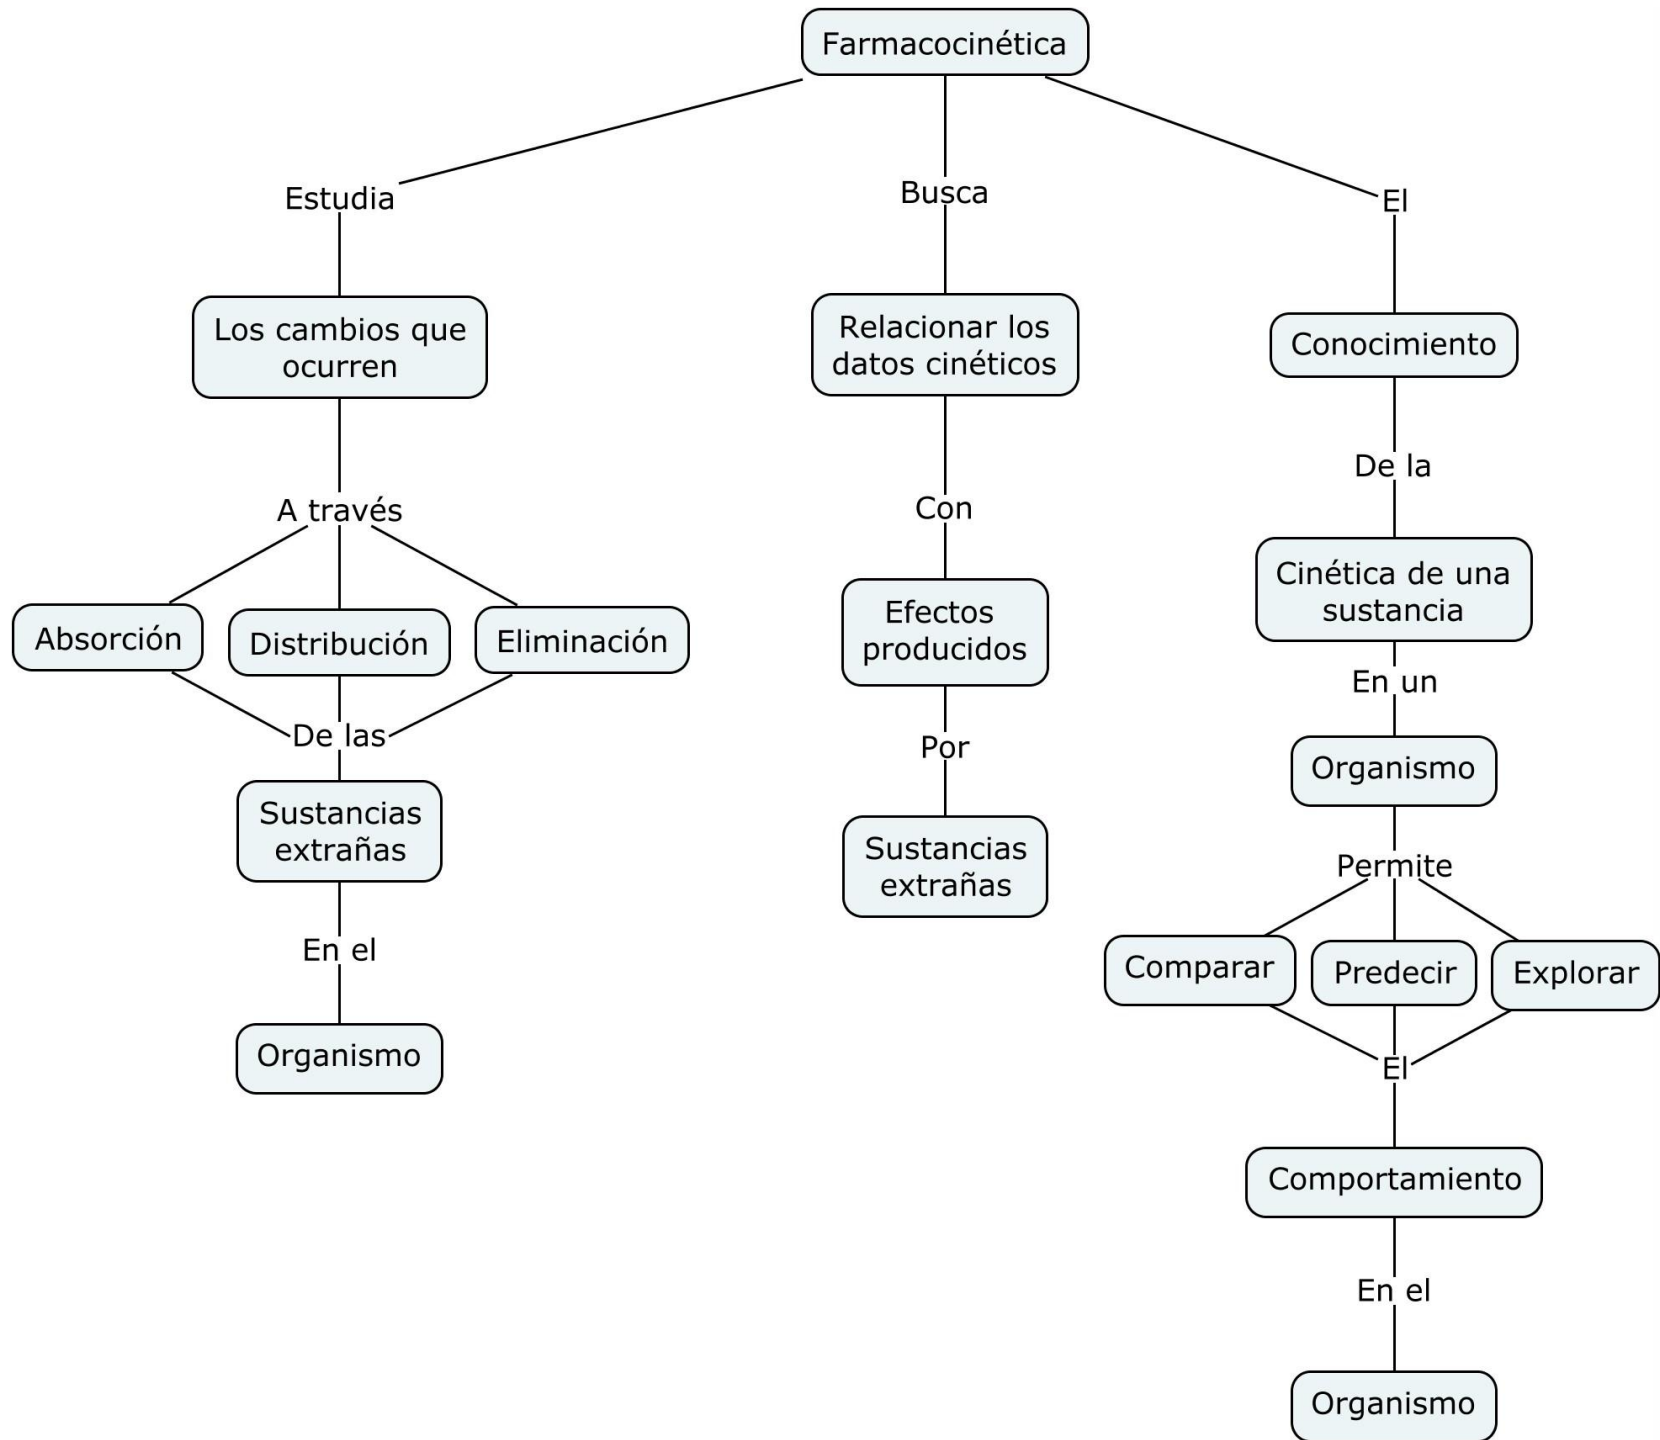 Farmacocinética
Estudia
Busca
El
Los cambios que
ocurren
Relacionar los
datos cinéticos
Conocimiento
De la
A través
Con
Absorción
Distribución
Eliminación
Efectos
producidos
Cinética de una
sustancia
En un
De las
Por
Organismo
Sustancias
extrañas
Sustancias
extrañas
Permite
En el
Comparar
Predecir
Explorar
Organismo
El
Comportamiento
En el
Organismo